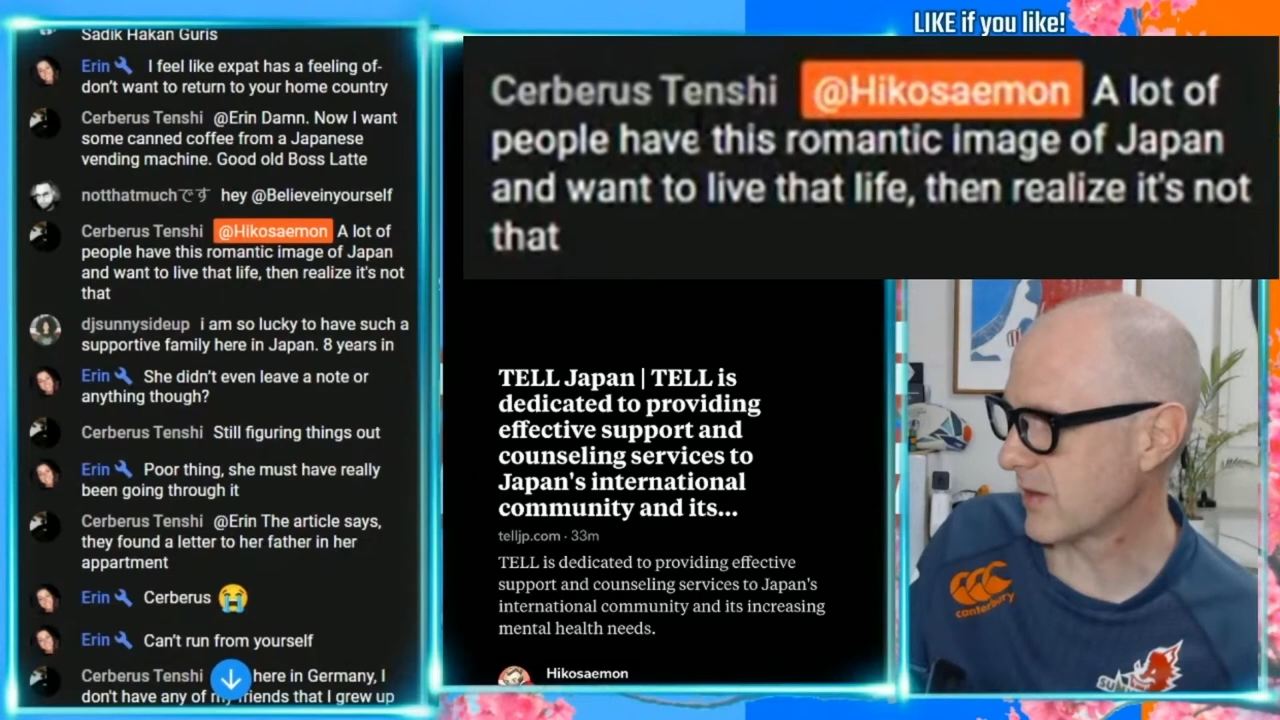 LIKE if you like!
Sadik Hakan Guris
Erin I feel like expat has a feeling of-
don't want to return to your home country
Cerberus Tenshi @Erin Damn. Now I want
some canned coffee from a Japanese
vending machine. Good old Boss Latte
notthatmuchです hey @Believeinyourself
Cerberus Tenshi @Hikosaemon A lot of
people have this romantic image of Japan
and want to live that life, then realize it's not
that
djsunnysideup i am so lucky to have such a
supportive family here in Japan. 8 years in
Erin She didn't even leave a note or
anything though?
Cerberus Tenshi Still figuring things out
Erin Poor thing, she must have really
been going through it
Cerberus Tenshi @Erin The article says,
they found a letter to her father in her
appartment
Erin Cerberus 😭
Erin Can't run from yourself
Cerberus Tenshi here in Germany, I
don't have any of my friends that I grew up
Cerberus Tenshi @Hikosaemon A lot of
people have this romantic image of Japan
and want to live that life, then realize it's not
that
TELL Japan | TELL is
dedicated to providing
effective support and
counseling services to
Japan's international
community and its...
telljp.com · 33m
TELL is dedicated to providing effective
support and counseling services to Japan's
international community and its increasing
mental health needs.
Hikosaemon
canterbury